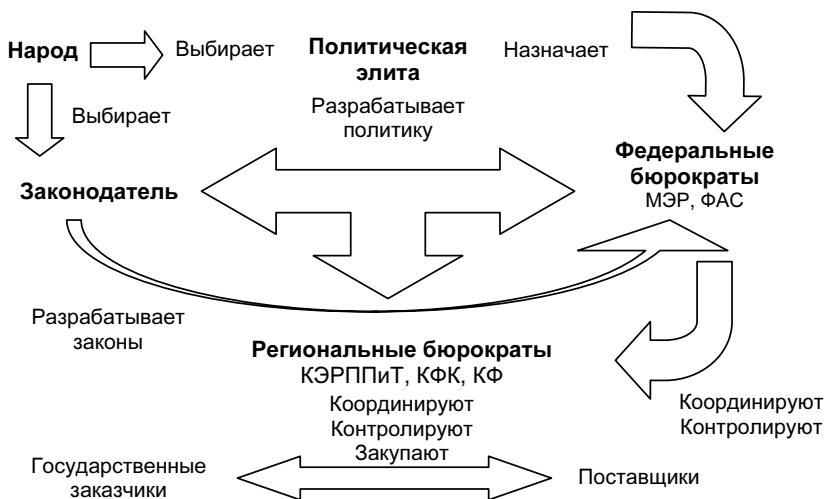 Народ
Выбирает
Политическая
элита
Назначает
Разрабатывает
политику
Выбирает
Федеральные
бюрократы
МЭР, ФАС
Законодатель
Разрабатывает
законы
Региональные бюрократы
КЭРППиТ, КФК, КФ
Координируют
Контролируют
Закупают
Координируют
Контролируют
Государственные
заказчики
Поставщики